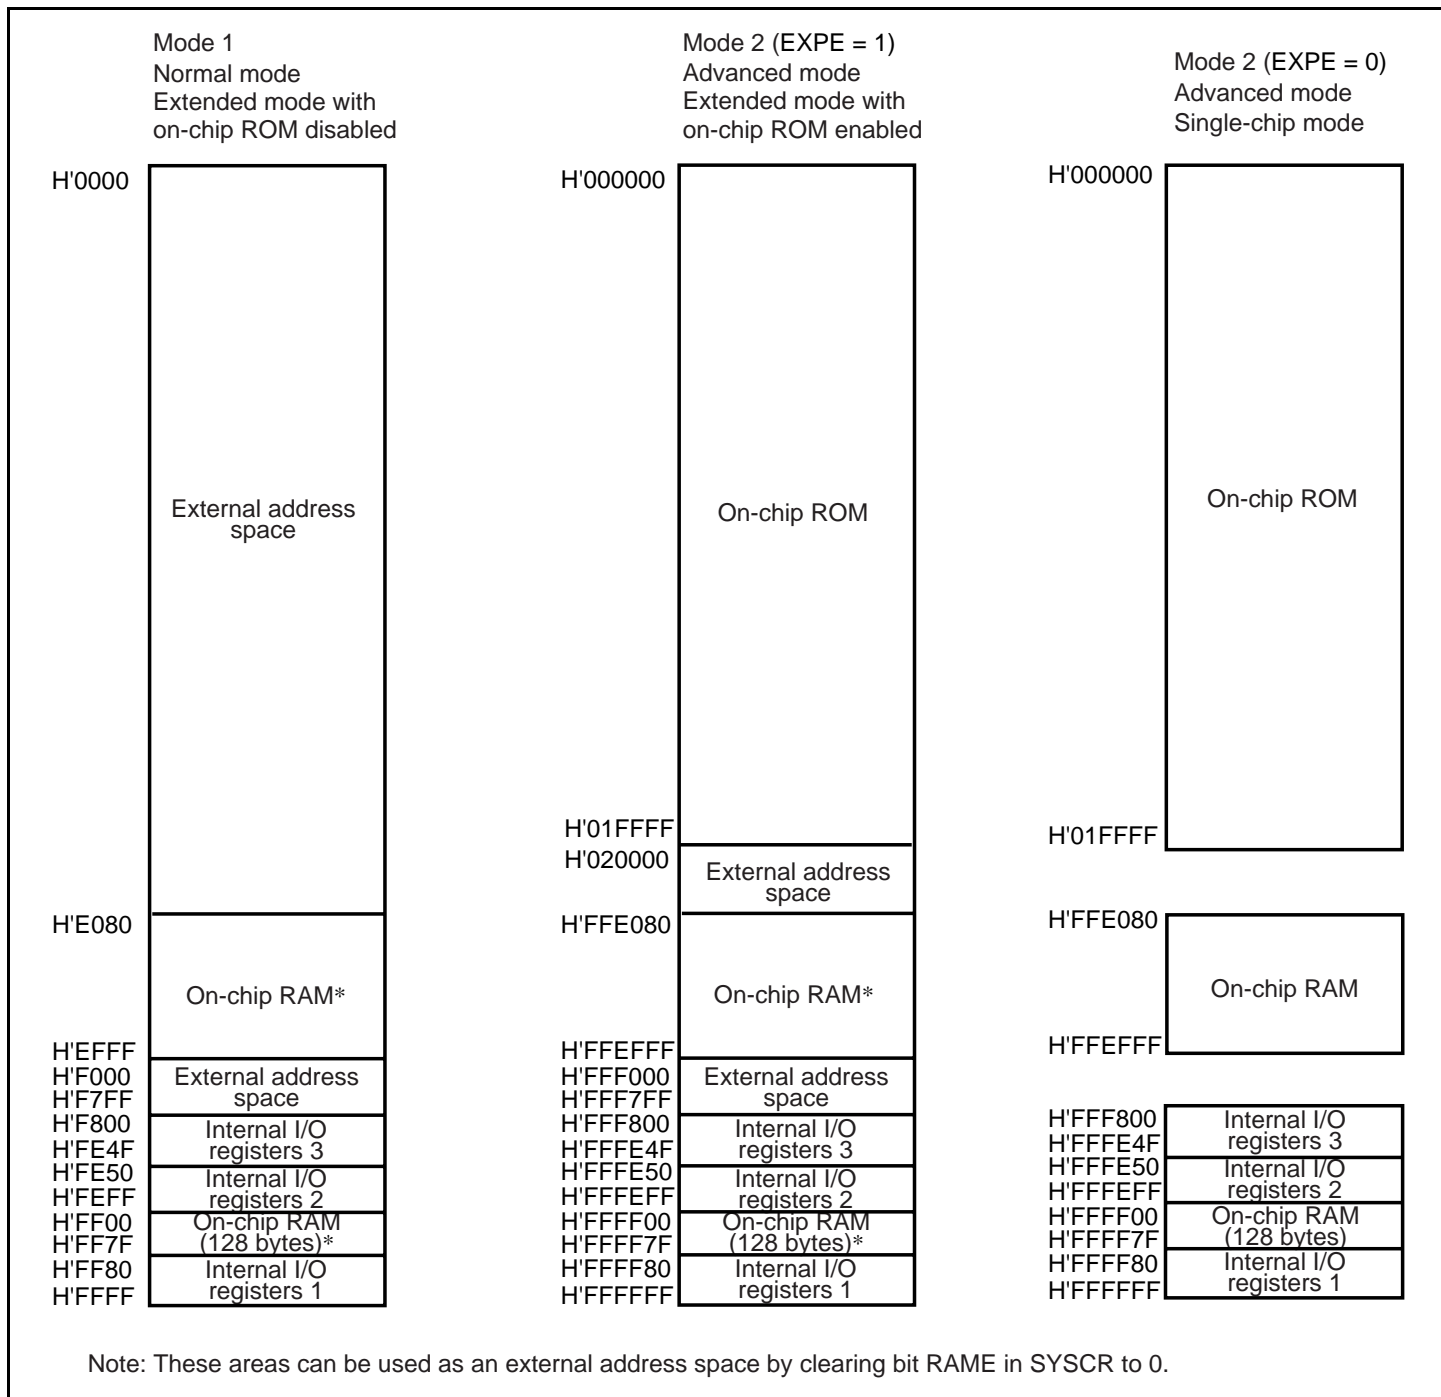 Mode 1
Normal mode
Extended mode with
on-chip ROM disabled
H'0000
External address
space
H'E080
On-chip RAM*
H'EFFF
H'F000
External address
space
H'F7FF
H'F800
Internal I/O
registers 3
H'FE4F
H'FE50
Internal I/O
registers 2
H'FEFF
H'FF00
On-chip RAM
(128 bytes)*
H'FF7F
H'FF80
Internal I/O
registers 1
H'FFFF
Mode 2 (EXPE = 1)
Advanced mode
Extended mode with
on-chip ROM enabled
H'000000
On-chip ROM
H'01FFFF
H'020000
External address
space
H'FFE080
On-chip RAM*
H'FFEFFF
H'FFF000
External address
space
H'FFF7FF
H'FFF800
Internal I/O
registers 3
H'FFFE4F
H'FFFE50
Internal I/O
registers 2
H'FFFEFF
H'FFFF00
On-chip RAM
(128 bytes)*
H'FFFF7F
H'FFFF80
Internal I/O
registers 1
H'FFFFFF
Mode 2 (EXPE = 0)
Advanced mode
Single-chip mode
H'000000
On-chip ROM
H'01FFFF
H'FFE080
On-chip RAM
H'FFEFFF
H'FFF800
Internal I/O
registers 3
H'FFFE4F
H'FFFE50
Internal I/O
registers 2
H'FFFEFF
H'FFFF00
On-chip RAM
(128 bytes)
H'FFFF7F
H'FFFF80
Internal I/O
registers 1
H'FFFFFF
Note: These areas can be used as an external address space by clearing bit RAME in SYSCR to 0.